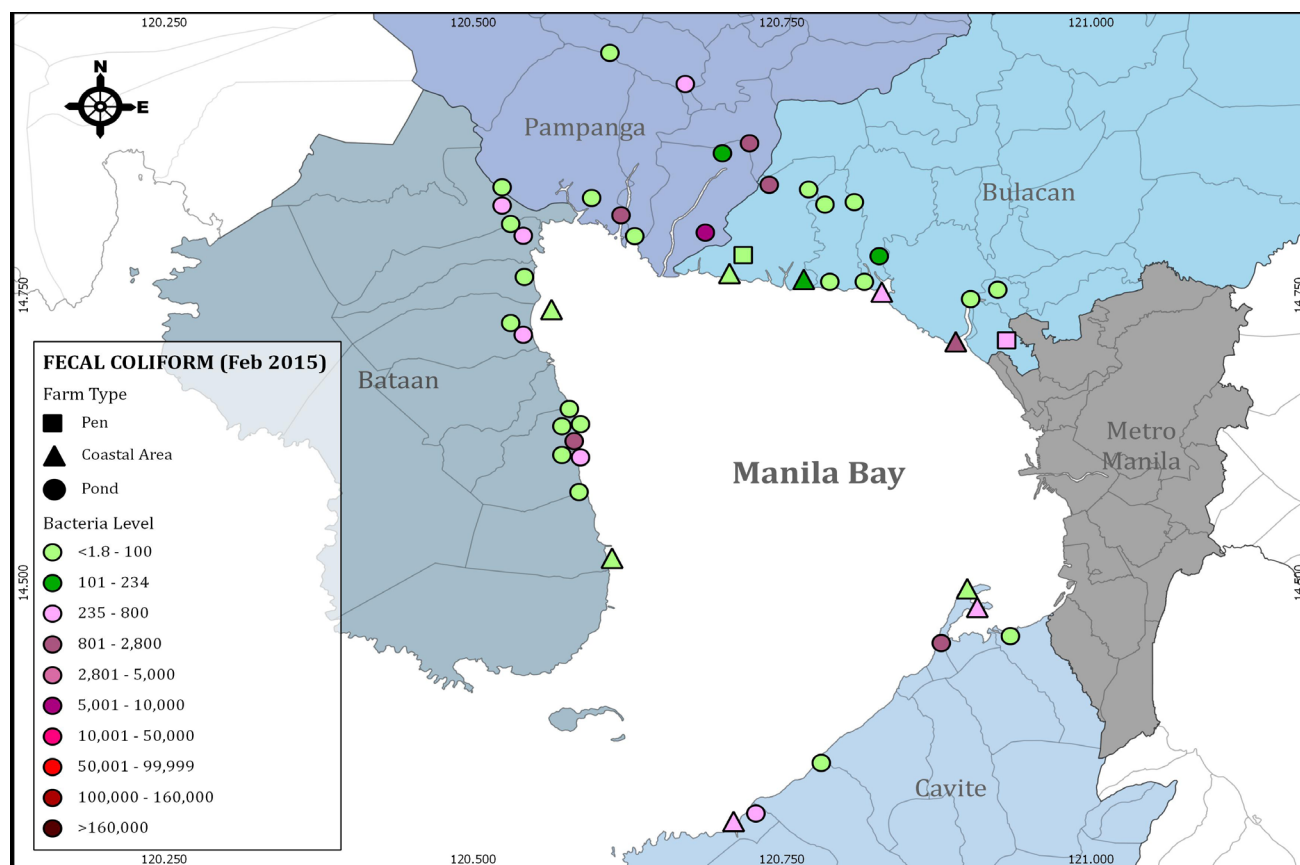 120.250 120.500 120.750 121.000
N
E
Pampanga
Bulacan
14.750 14.750
FECAL COLIFORM (Feb 2015)
Farm Type
Pen
Coastal Area
Pond
Bacteria Level
<1.8 - 100
101 - 234
235 - 800
801 - 2,800
2,801 - 5,000
5,001 - 10,000
10,001 - 50,000
50,001 - 99,999
100,000 - 160,000
>160,000
Bataan
Metro
Manila
Manila Bay
14.500 14.500
Cavite
120.250 120.500 120.750 121.000